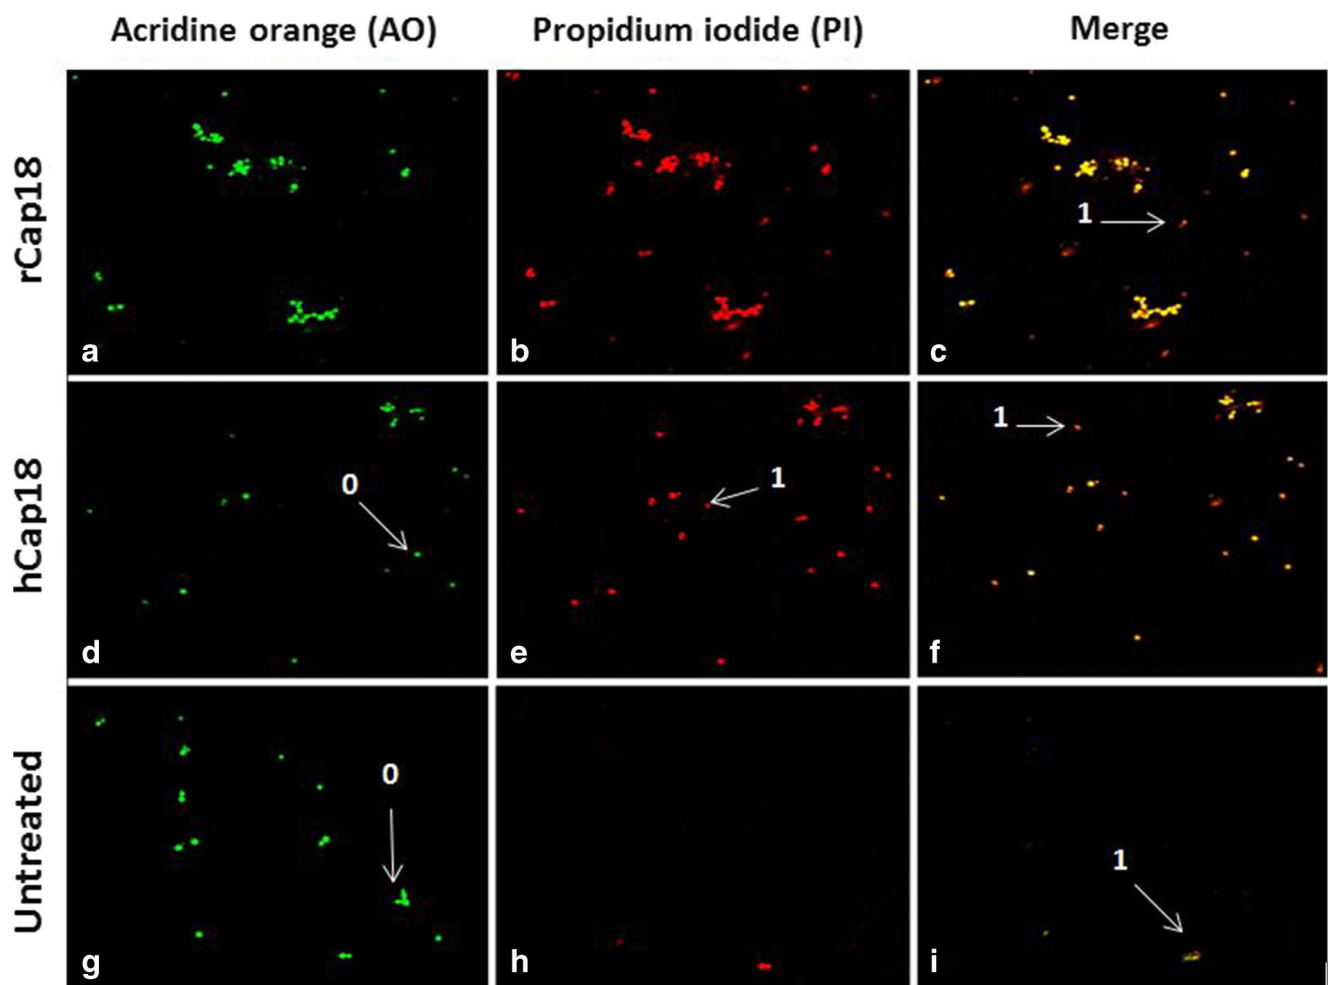 Acridine orange (AO) Propidium iodide (PI) Merge
rCap18
1
a b c
hCap18
1
0 1
d e f
Untreated
0
1
g h i